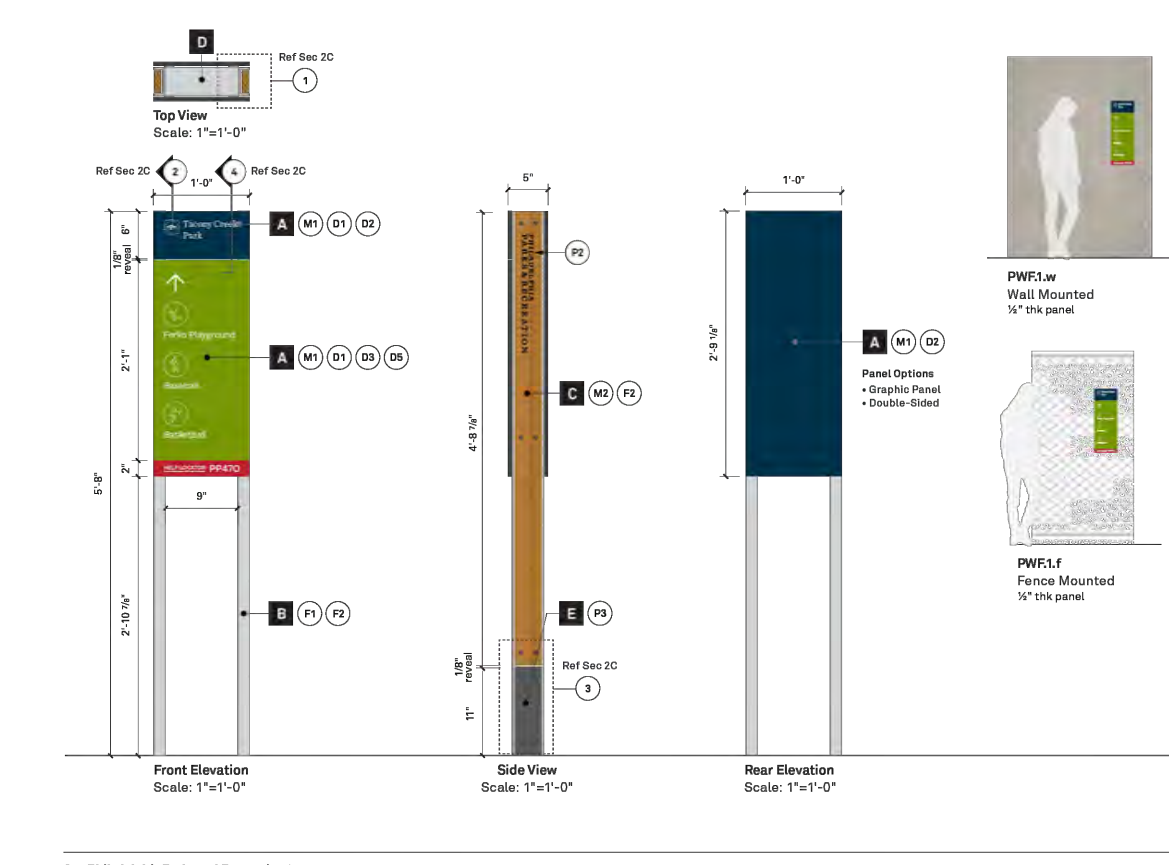 D
Ref Sec 2C
1
Top View
Scale: 1"=1'-0"
Ref Sec 2C
2
4
Ref Sec 2C
1'-0"
6"
1/8"
reveal
2'-1"
2"
5'-8"
2'-10 7/8"
Tacony Creek
Park
A M1 D1 D2
Ferko Playground
A M1 D1 D3 D5
Baseball
Basketball
PP470
9"
B F1 F2
Front Elevation
Scale: 1"=1'-0"
5"
PHILADELPHIA
PARKS & RECREATION
P2
C M2 F2
4'-8 7/8"
E P3
1/8"
reveal
Ref Sec 2C
3
11"
Side View
Scale: 1"=1'-0"
1'-0"
2'-9 1/8"
A M1 D2
Panel Options
• Graphic Panel
• Double-Sided
Rear Elevation
Scale: 1"=1'-0"
PWF.1.w
Wall Mounted
½" thk panel
PWF.1.f
Fence Mounted
½" thk panel